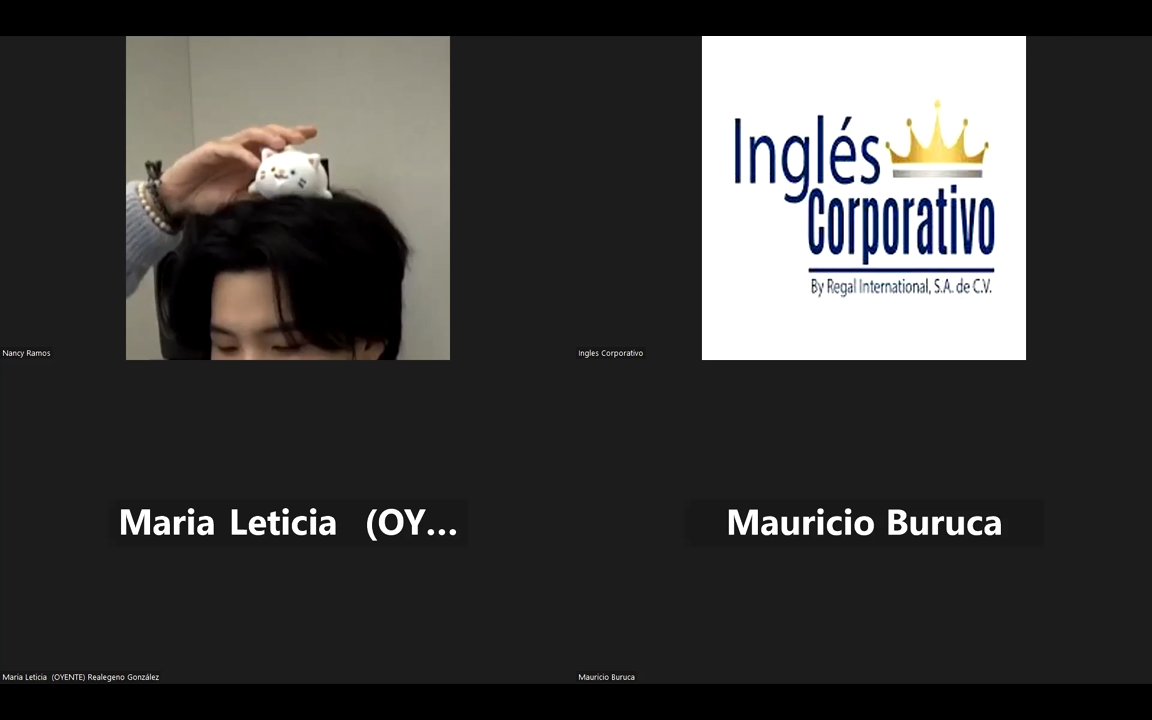 Inglés
Corporativo
By Regal International, S.A. de C.V.
Nancy Ramos
Ingles Corporativo
Maria Leticia (OY...
Mauricio Buruca
Maria Leticia (OYENTE) Realegeno González
Mauricio Buruca